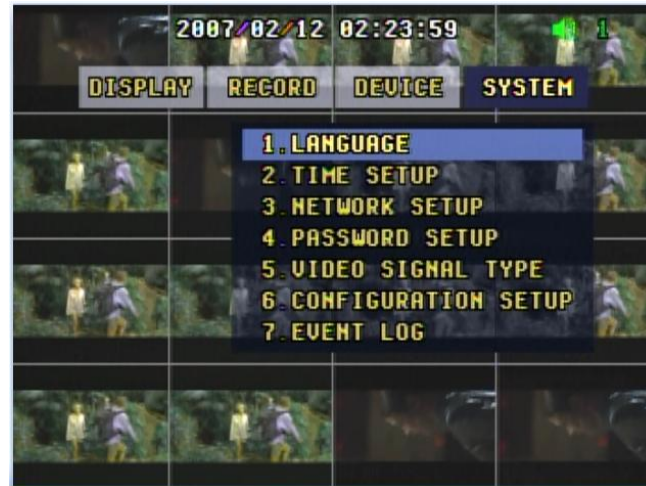 2007/02/12 02:23:59 1
DISPLAY RECORD DEVICE SYSTEM
1.LANGUAGE
2.TIME SETUP
3.NETWORK SETUP
4.PASSWORD SETUP
5.VIDEO SIGNAL TYPE
6.CONFIGURATION SETUP
7.EVENT LOG